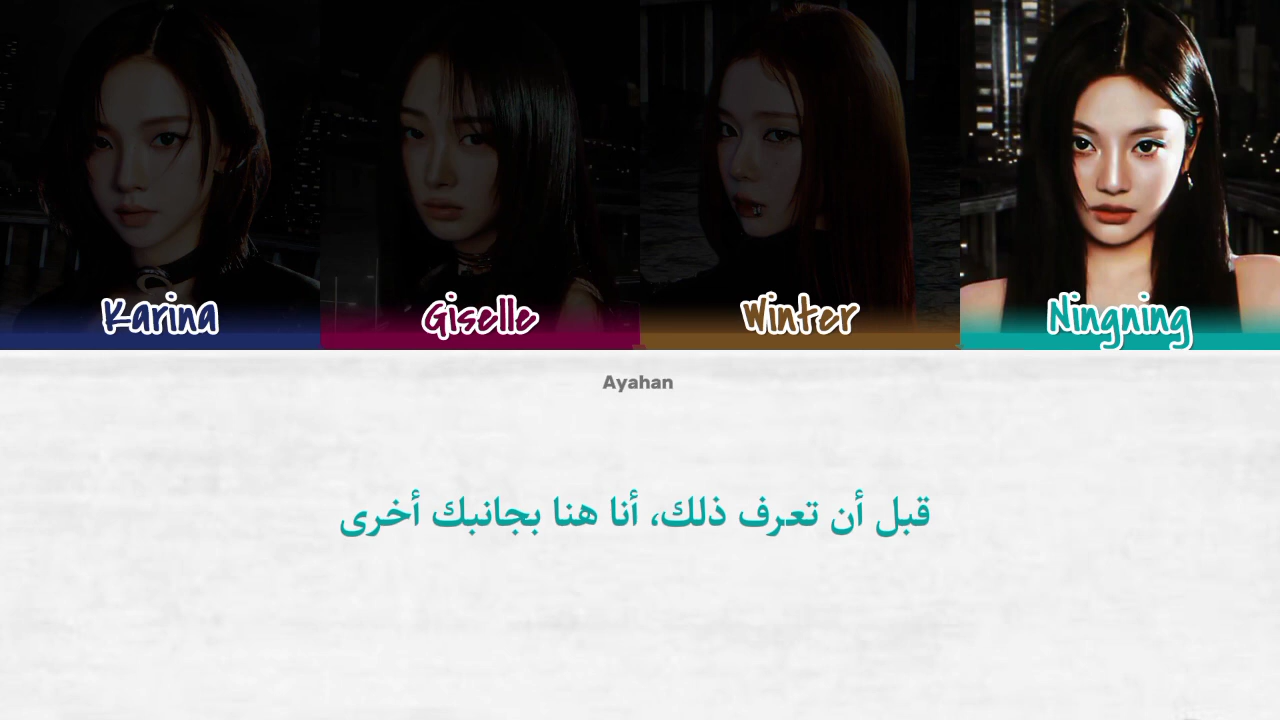 Karina
Giselle
Winter
Ningning
Ayahan
قبل أن تعرف ذلك، أنا هنا بجانبك أخرى